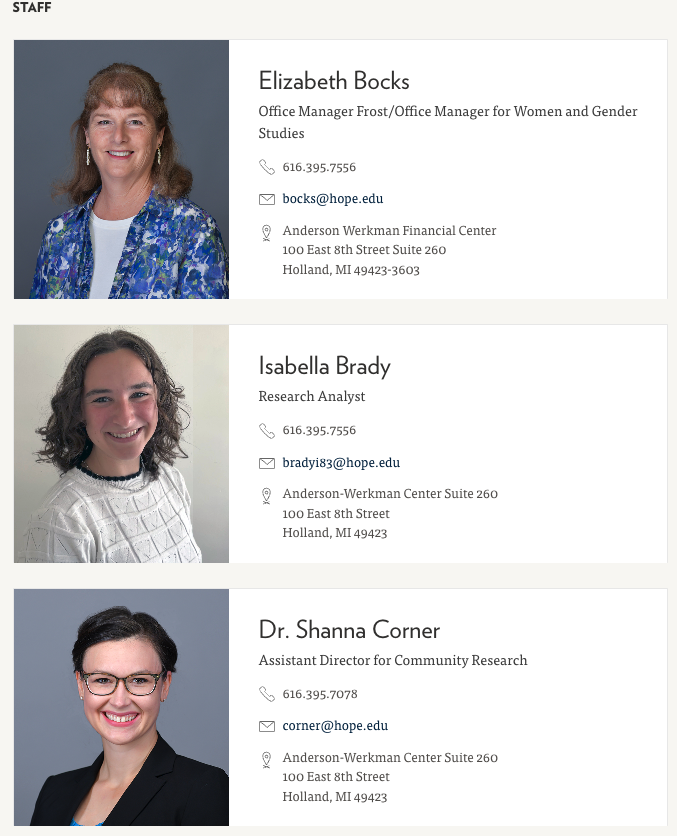 STAFF
Elizabeth Bocks
Office Manager Frost/Office Manager for Women and Gender
Studies
616.395.7556
bocks@hope.edu
Anderson Werkman Financial Center
100 East 8th Street Suite 260
Holland, MI 49423-3603
Isabella Brady
Research Analyst
616.395.7556
bradyi83@hope.edu
Anderson-Werkman Center Suite 260
100 East 8th Street
Holland, MI 49423
Dr. Shanna Corner
Assistant Director for Community Research
616.395.7078
corner@hope.edu
Anderson-Werkman Center Suite 260
100 East 8th Street
Holland, MI 49423